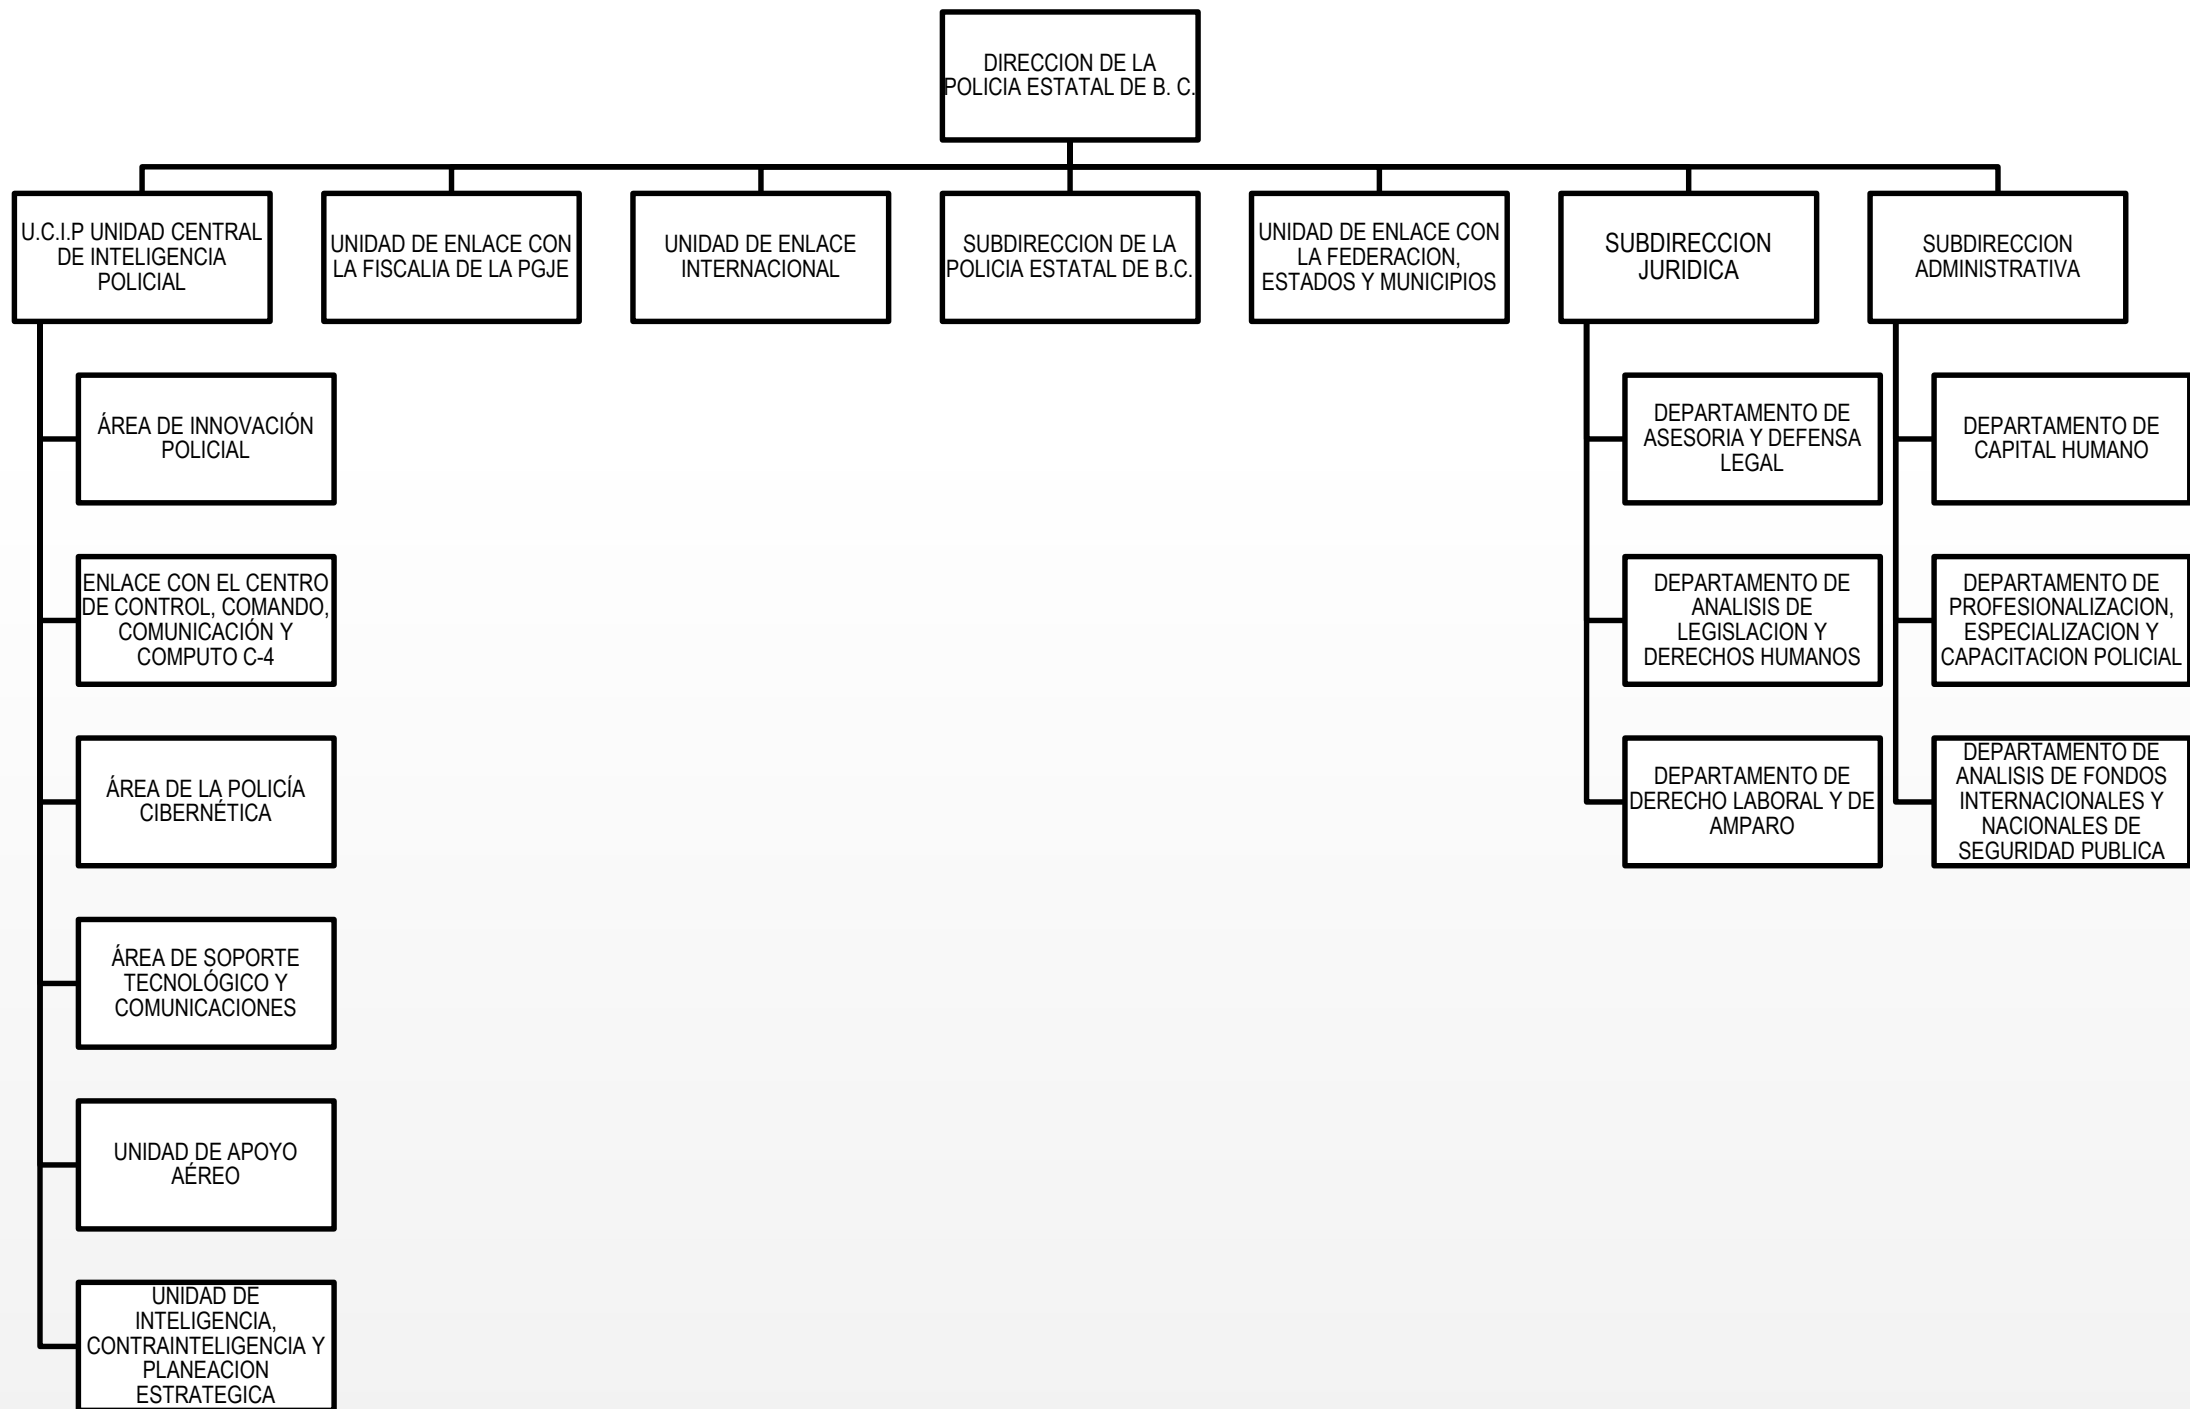 DIRECCION DE LA
POLICIA ESTATAL DE B. C.
U.C.I.P UNIDAD CENTRAL
DE INTELIGENCIA
POLICIAL
UNIDAD DE ENLACE CON
LA FISCALIA DE LA PGJE
UNIDAD DE ENLACE
INTERNACIONAL
SUBDIRECCION DE LA
POLICIA ESTATAL DE B.C.
UNIDAD DE ENLACE CON
LA FEDERACION,
ESTADOS Y MUNICIPIOS
SUBDIRECCION
JURIDICA
SUBDIRECCION
ADMINISTRATIVA
ÁREA DE INNOVACIÓN
POLICIAL
ENLACE CON EL CENTRO
DE CONTROL, COMANDO,
COMUNICACIÓN Y
COMPUTO C-4
ÁREA DE LA POLICÍA
CIBERNÉTICA
ÁREA DE SOPORTE
TECNOLÓGICO Y
COMUNICACIONES
UNIDAD DE APOYO
AÉREO
UNIDAD DE
INTELIGENCIA,
CONTRAINTELIGENCIA Y
PLANEACION
ESTRATEGICA
DEPARTAMENTO DE
ASESORIA Y DEFENSA
LEGAL
DEPARTAMENTO DE
ANALISIS DE
LEGISLACION Y
DERECHOS HUMANOS
DEPARTAMENTO DE
DERECHO LABORAL Y DE
AMPARO
DEPARTAMENTO DE
CAPITAL HUMANO
DEPARTAMENTO DE
PROFESIONALIZACION,
ESPECIALIZACION Y
CAPACITACION POLICIAL
DEPARTAMENTO DE
ANALISIS DE FONDOS
INTERNACIONALES Y
NACIONALES DE
SEGURIDAD PUBLICA